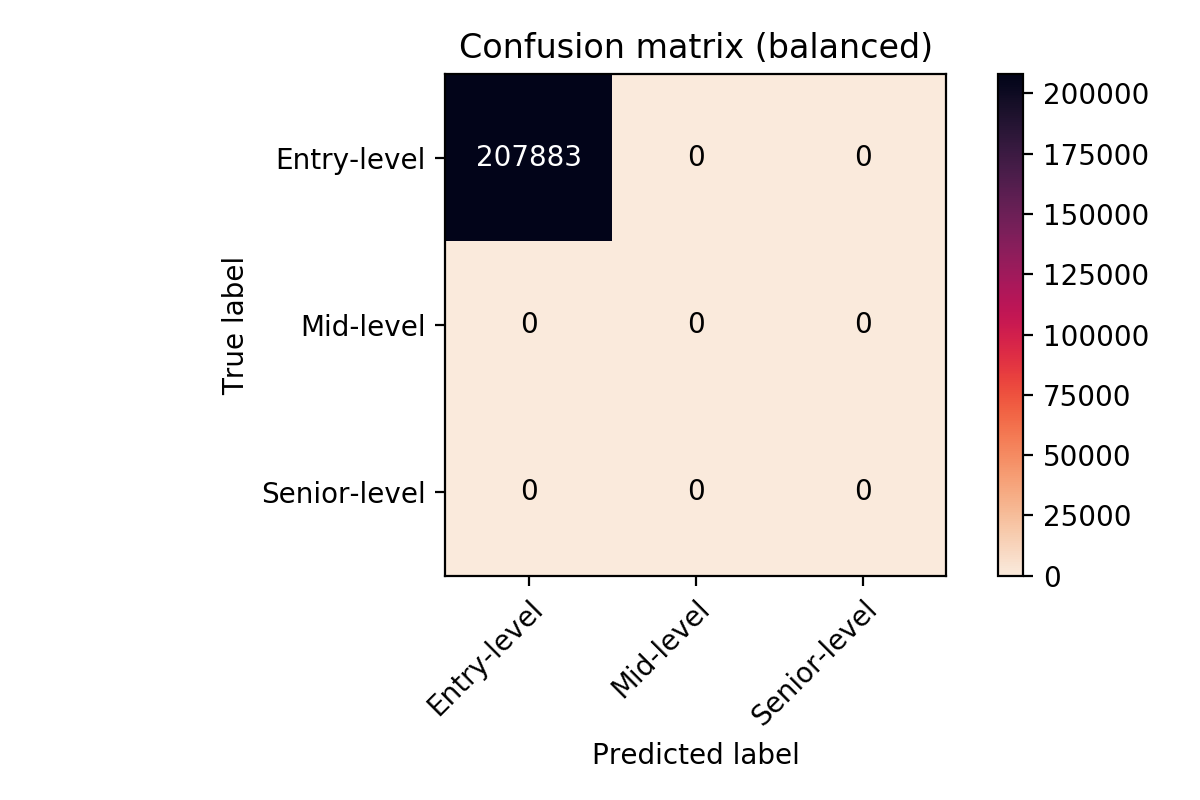 Confusion matrix (balanced)
True label
Entry-level
207883 0 0
Mid-level
0 0 0
Senior-level
0 0 0
Entry-level
Mid-level
Senior-level
Predicted label
200000
175000
150000
125000
100000
75000
50000
25000
0